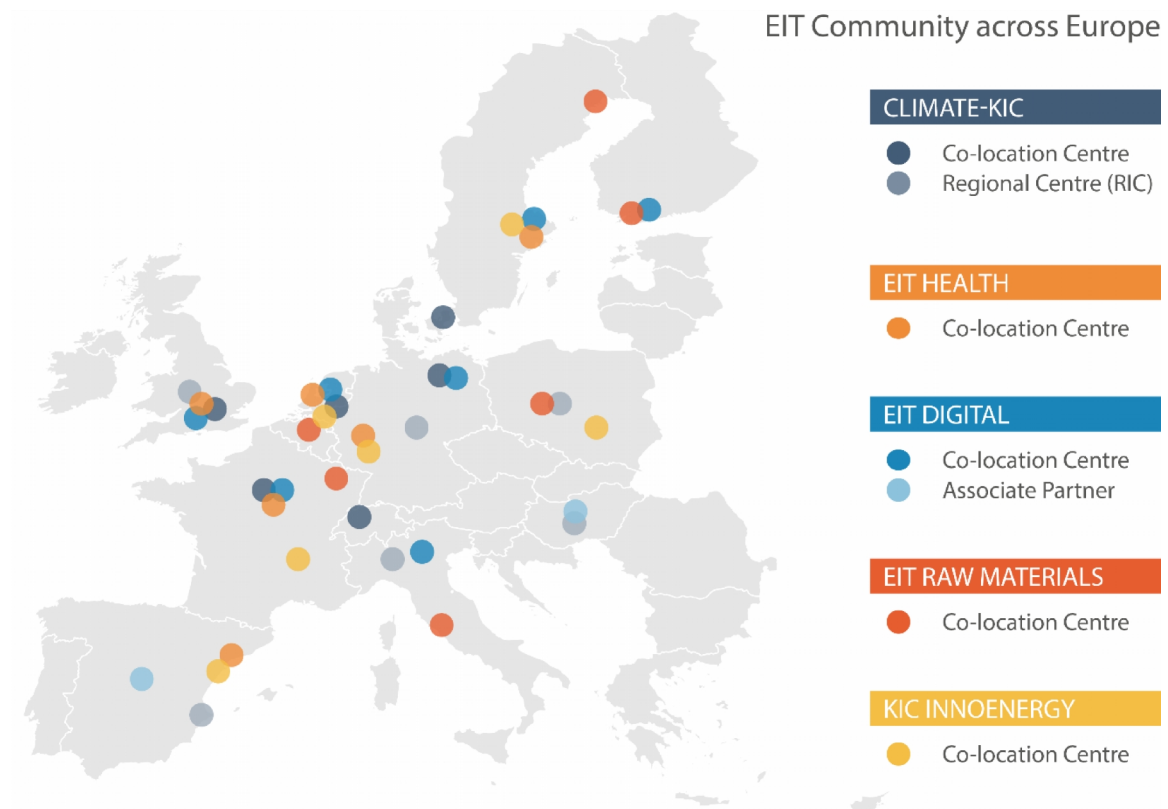 EIT Community across Europe
CLIMATE-KIC
Co-location Centre
Regional Centre (RIC)
EIT HEALTH
Co-location Centre
EIT DIGITAL
Co-location Centre
Associate Partner
EIT RAW MATERIALS
Co-location Centre
KIC INNOENERGY
Co-location Centre